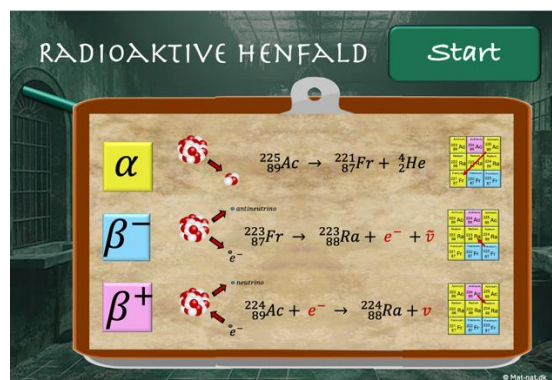 RADIOAKTIVE HENFALD
Start
α
²²⁵₈₉Ac → ²²¹₈₇Fr + ⁴₂He
antineutrino
β⁻
²²³₈₇Fr → ²²³₈₈Ra + e⁻ + ṽ
e⁻
neutrino
β⁺
²²⁴₈₉Ac + e⁻ → ²²⁴₈₈Ra + v
e⁻
© Mat-nat.dk